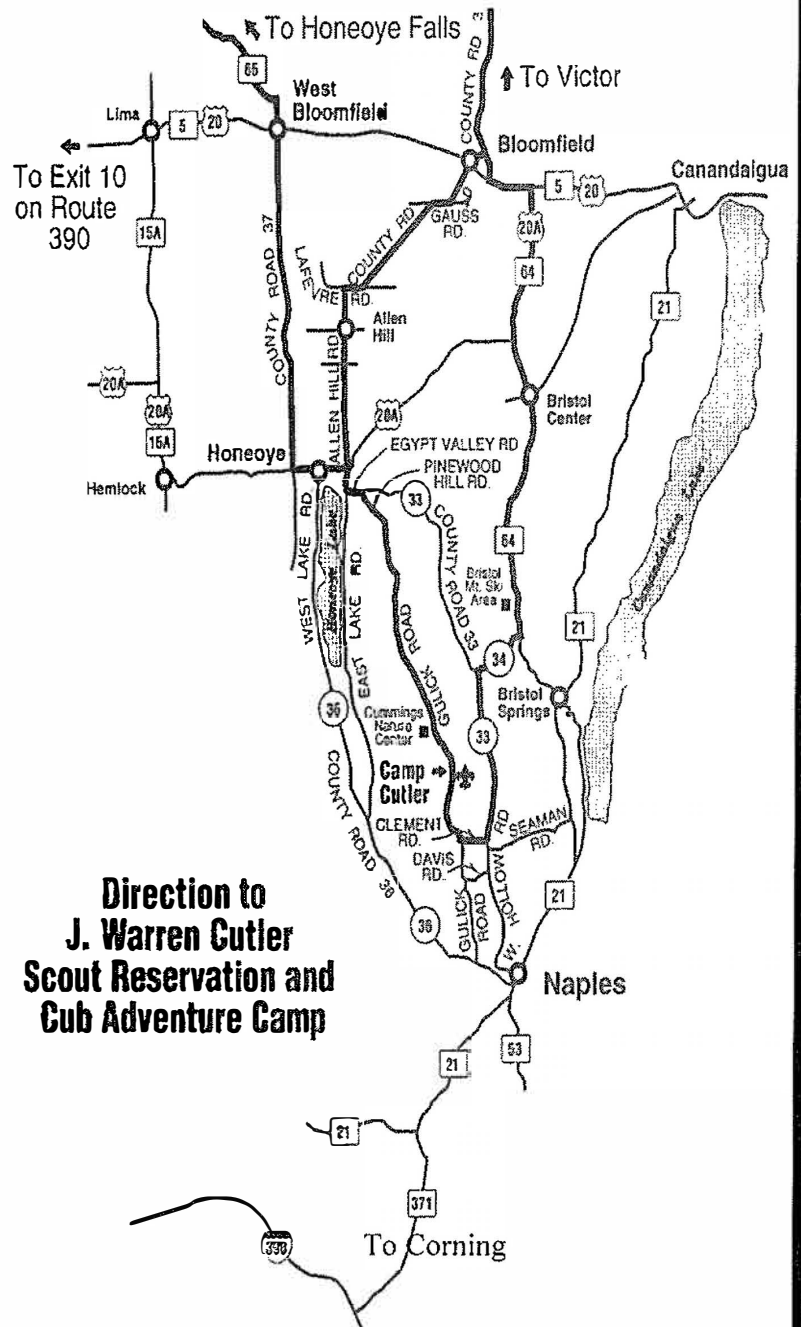 To Honeoye Falls
COUNTY RD 3
To Victor
65
West
Bloomfield
Lima
5
20
Bloomfield
Canandaigua
To Exit 10
on Route
390
5
20
COUNTY RD
GAUSS
RD.
20A
15A
COUNTY ROAD 37
LAFEVRE
RD.
64
21
Allen
Hill
ALLEN HILL RD
20A
20A
20A
Bristol
Center
15A
Honeoye
EGYPT VALLEY RD
PINEWOOD
HILL RD.
Hemlock
33
WEST LAKE RD
Honeoye Lake
EAST LAKE RD.
COUNTY ROAD 33
64
Canandaigua Lake
Bristol
Mt. Ski
Area
21
GULICK ROAD
34
Bristol
Springs
36
Cummings
Nature
Center
33
Camp
Cutler
COUNTY ROAD 36
CLEMENT
RD.
SEAMAN
RD.
DAVIS
RD.
W. HOLLOW RD
21
GULICK
ROAD
Direction to
J. Warren Cutler
Scout Reservation and
Cub Adventure Camp
36
Naples
53
21
21
371
390
To Corning